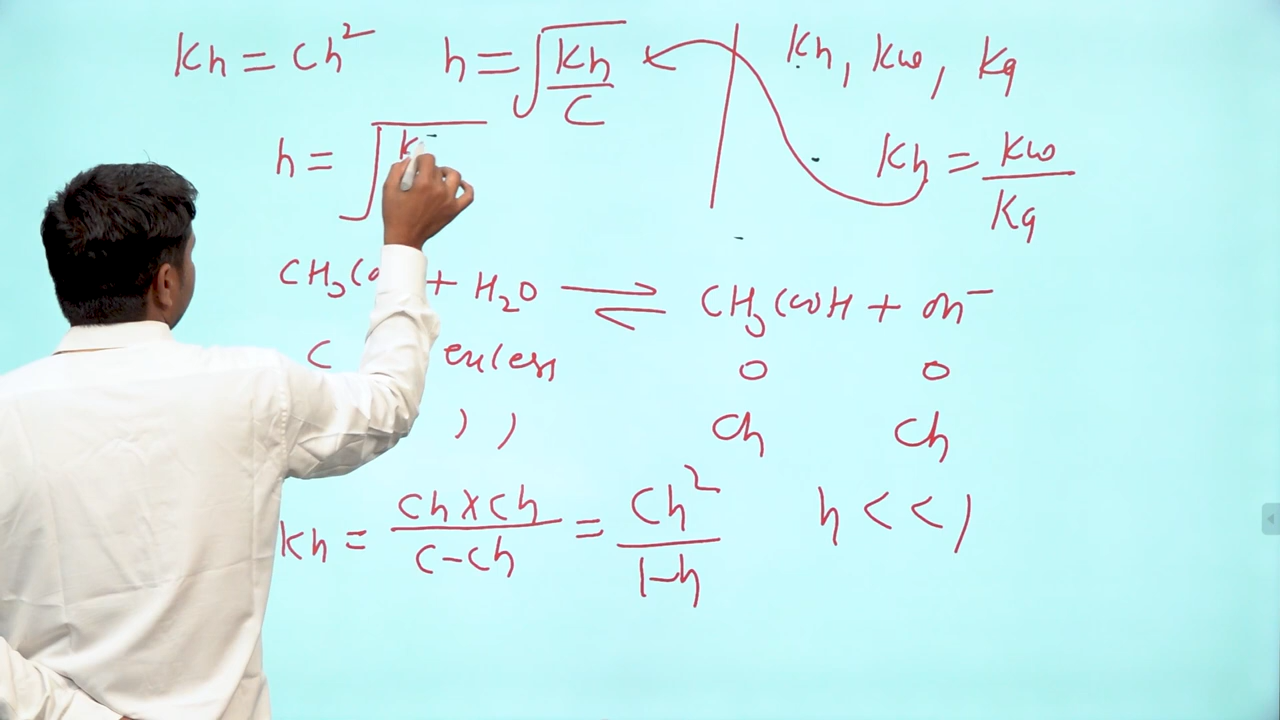 Kh = Ch² h = √(Kh/C) Kh, Kw, Ka
h = √K Kh = Kw/Ka
CH₃CO + H₂O ⇌ CH₃COOH + OH⁻
C excess 0 0
) ) Ch Ch
Kh = Ch×Ch/C-Ch = Ch²/1-h h << 1